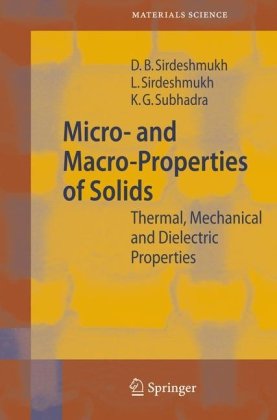 MATERIALS SCIENCE
D. B. Sirdeshmukh
L. Sirdeshmukh
K. G. Subhadra
Micro- and
Macro-Properties
of Solids
Thermal, Mechanical
and Dielectric
Properties
Springer